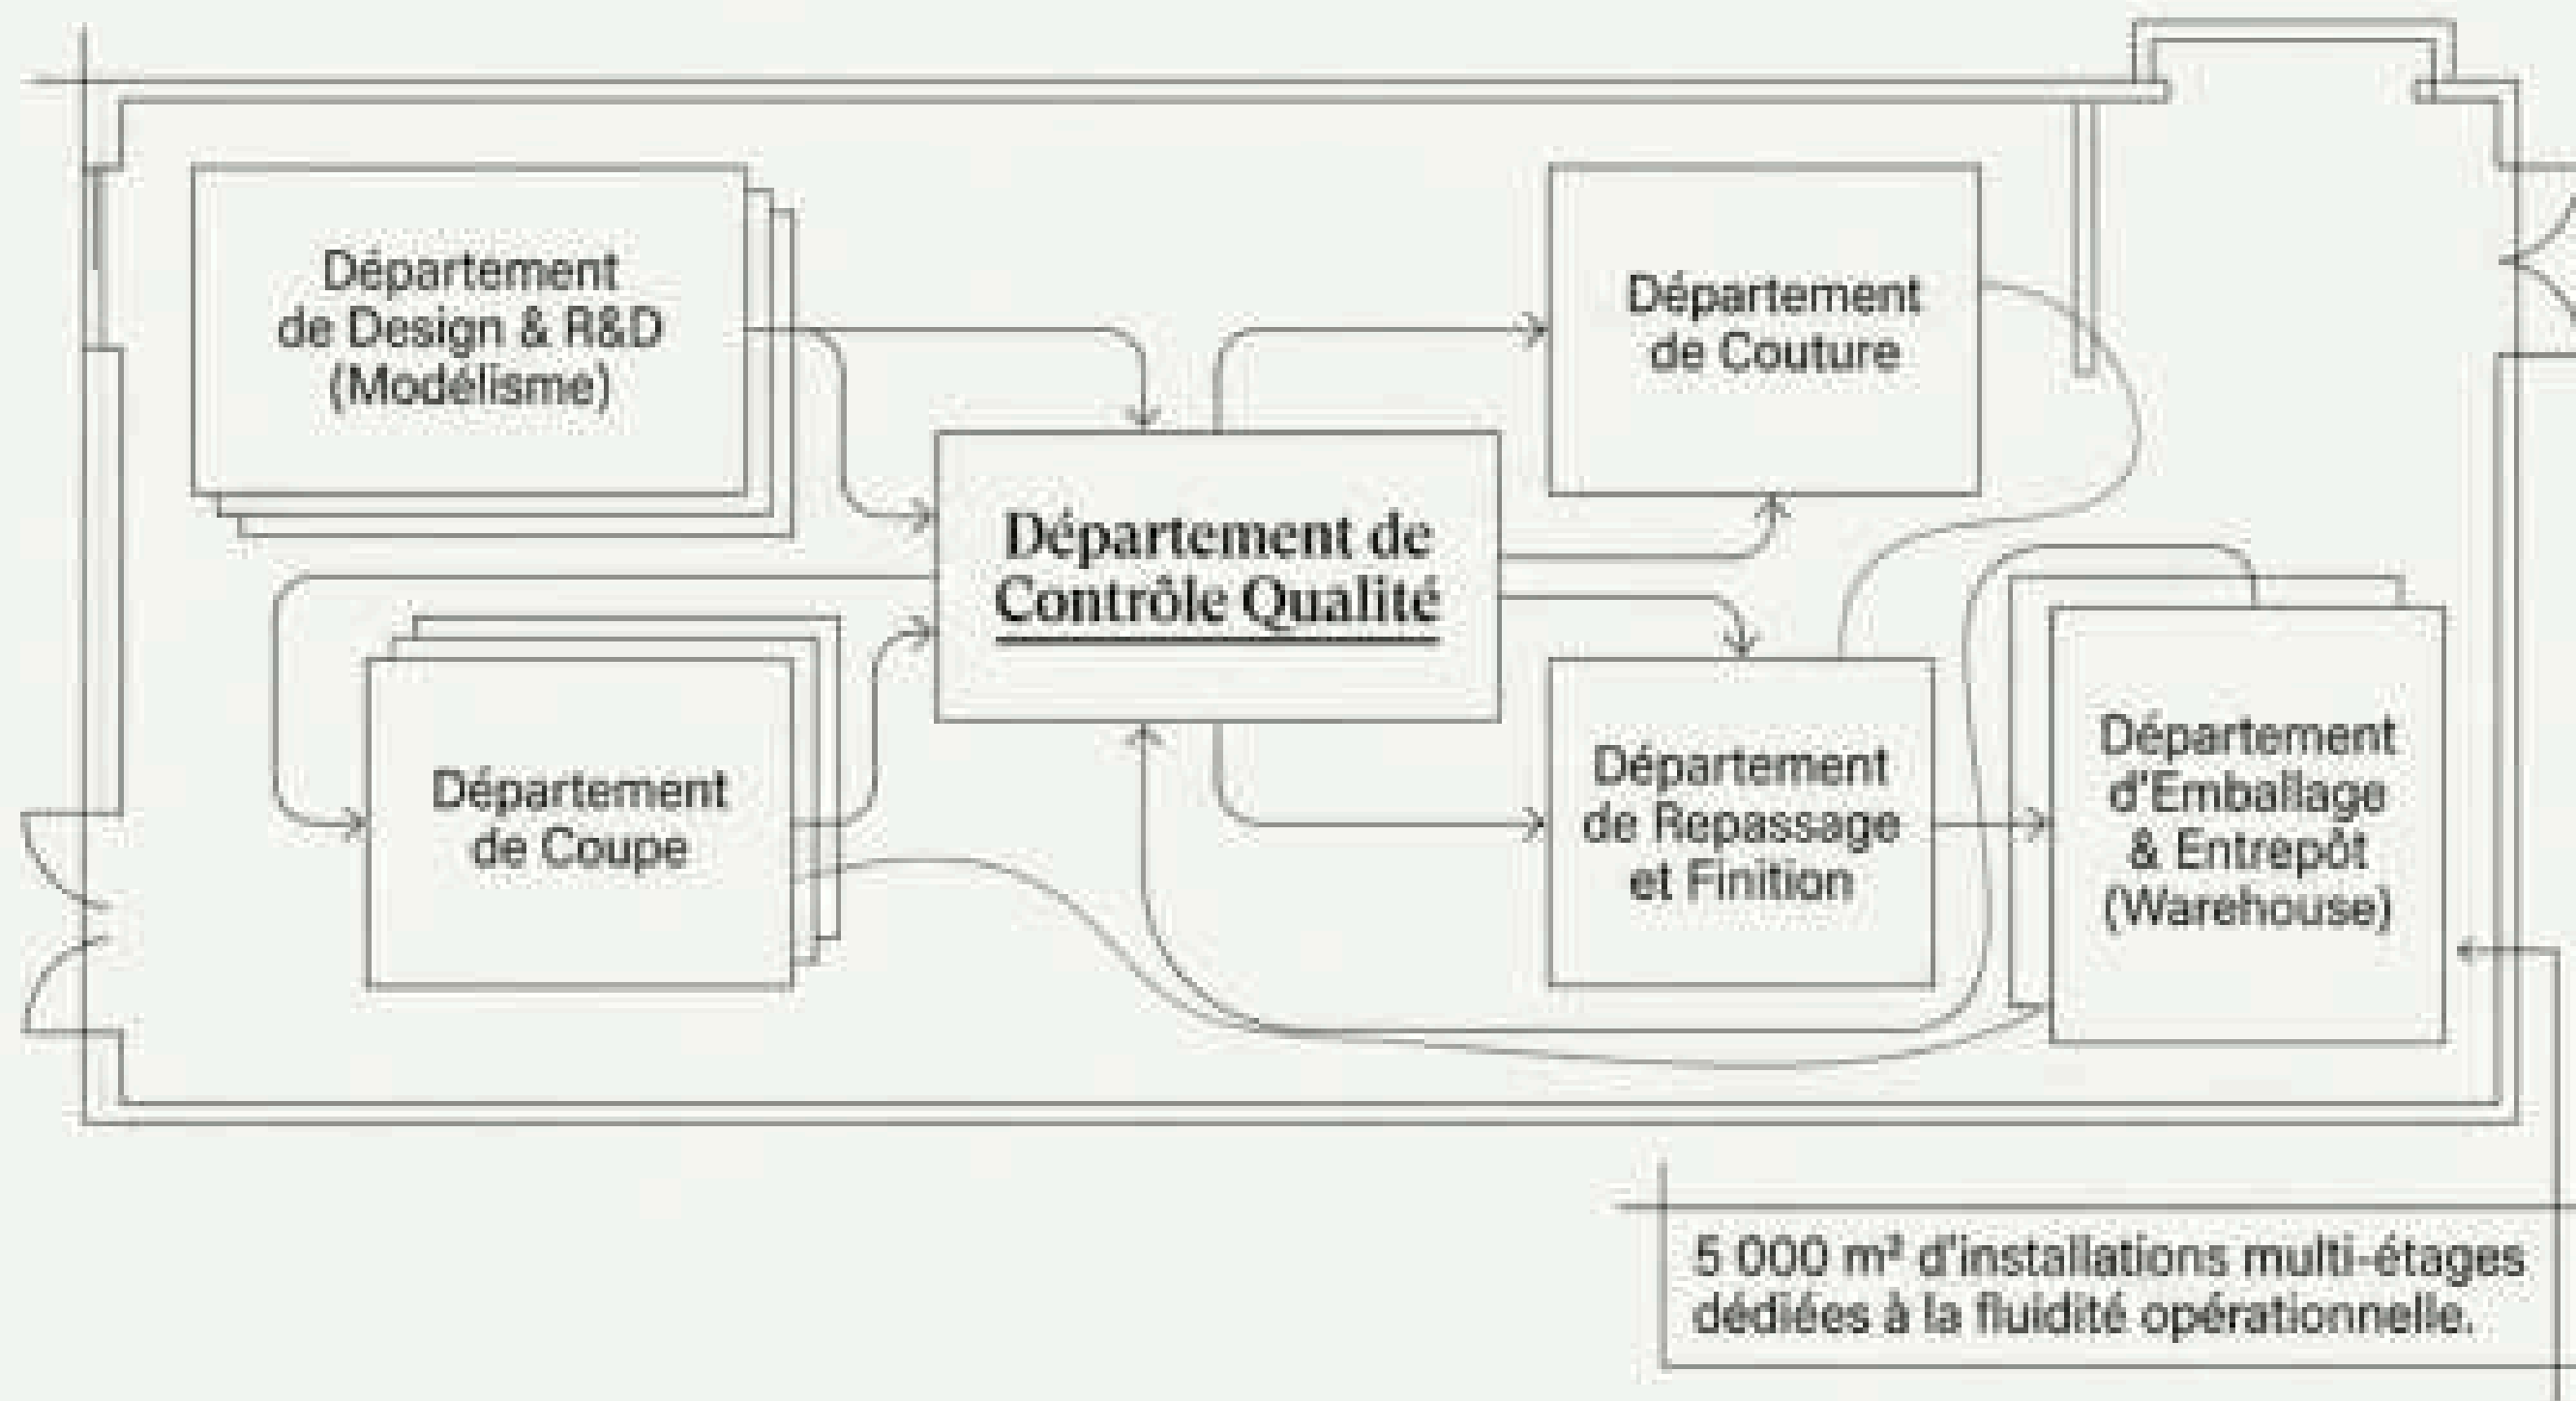 Département
de Design & R&D
(Modélisme)
Département
de Couture
Département de
Contrôle Qualité
Département
de Coupe
Département
de Repassage
et Finition
Département
d'Emballage
& Entrepôt
(Warehouse)
5 000 m² d'installations multi-étages
dédiées à la fluidité opérationnelle.